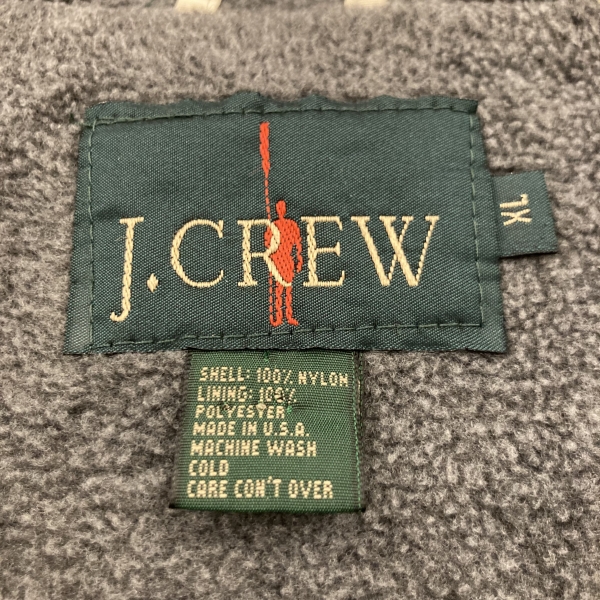 J.CREW
XL
SHELL: 100% NYLON
LINING: 100%
POLYESTER
MADE IN U.S.A.
MACHINE WASH
COLD
CARE CON'T OVER